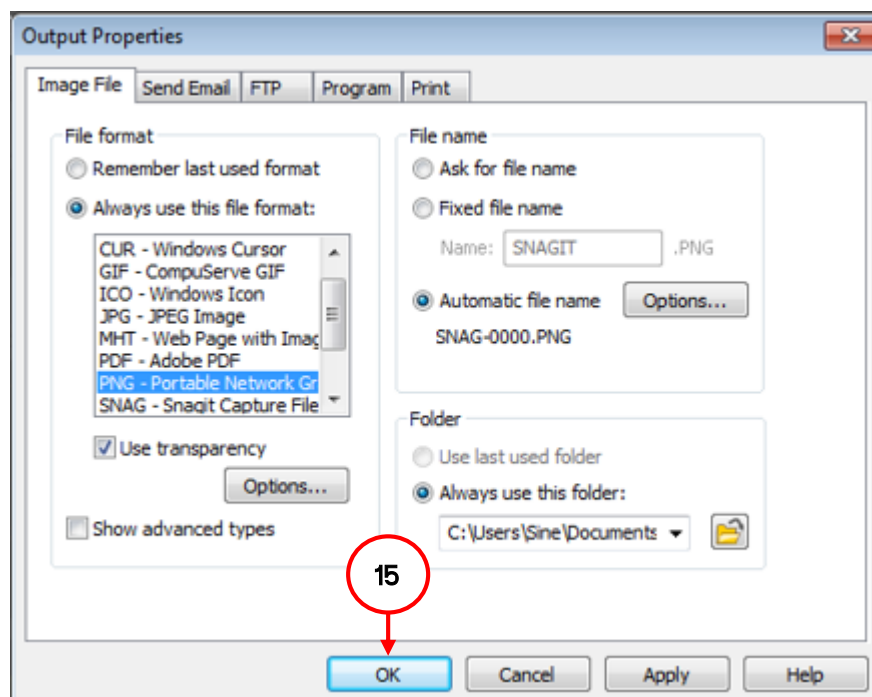 Output Properties
Image File Send Email FTP Program Print
File format
Remember last used format
Always use this file format:
CUR - Windows Cursor
GIF - CompuServe GIF
ICO - Windows Icon
JPG - JPEG Image
MHT - Web Page with Imag
PDF - Adobe PDF
PNG - Portable Network Gr
SNAG - Snagit Capture File
Use transparency
Options...
Show advanced types
File name
Ask for file name
Fixed file name
Name: SNAGIT .PNG
Automatic file name Options...
SNAG-0000.PNG
Folder
Use last used folder
Always use this folder:
C:\Users\Sine\Documents
15
OK Cancel Apply Help